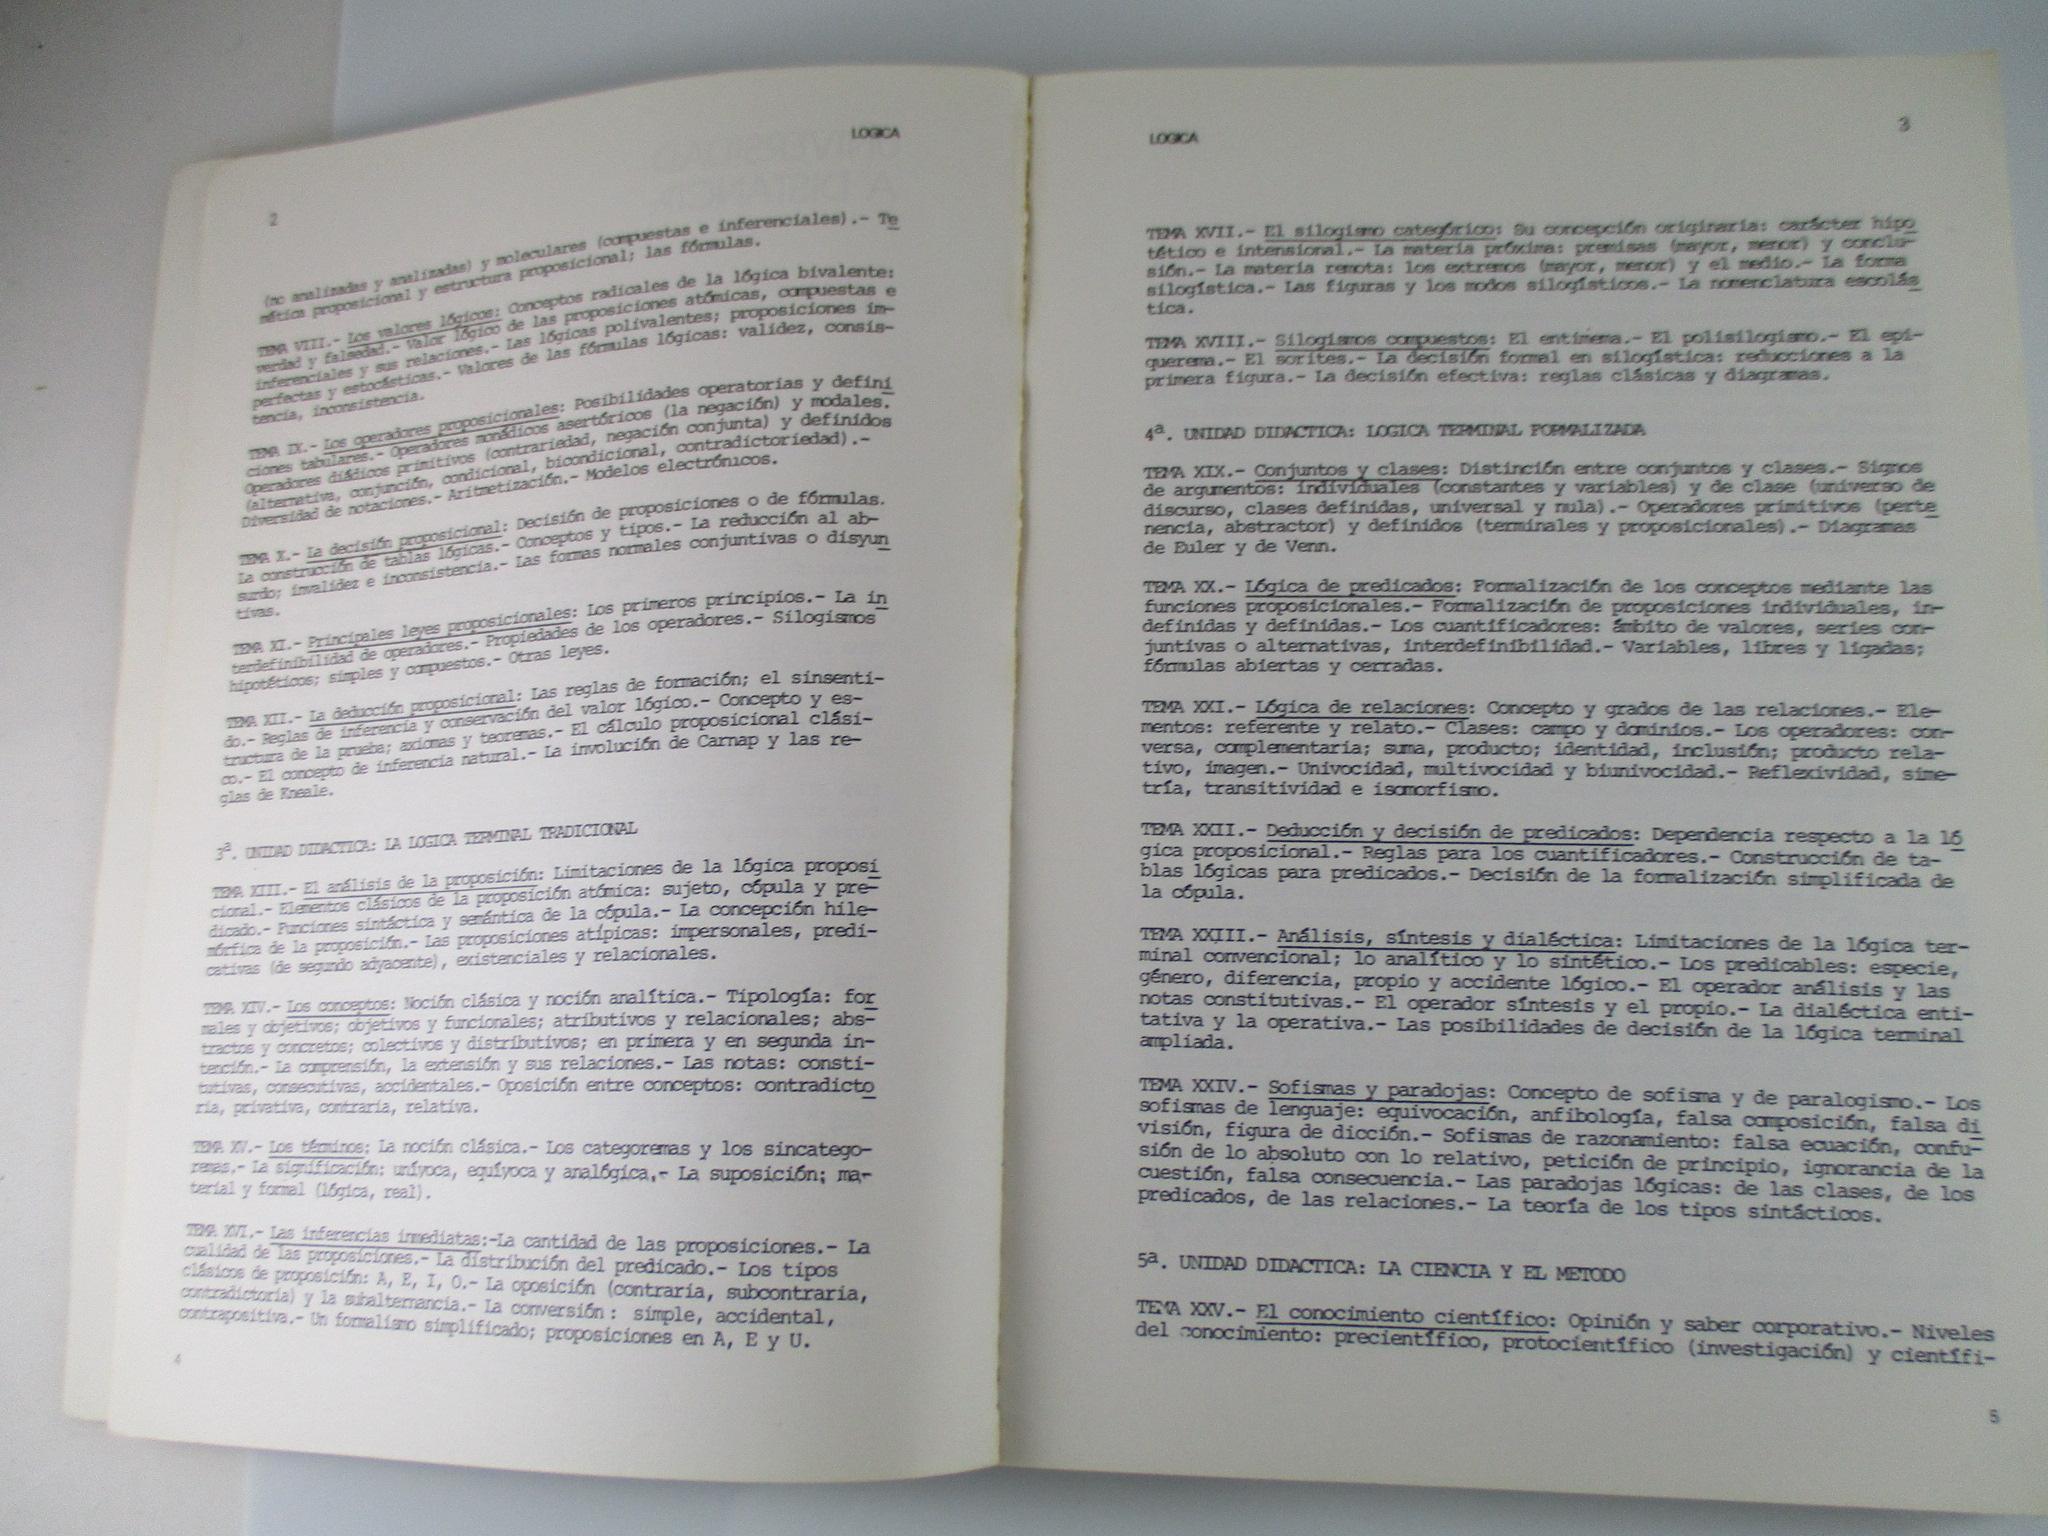 LOGICA
2
(no analizadas y analizadas) y moleculares (compuestas e inferenciales).- Te
mética proposicional y estructura proposicional; las fórmulas.
TEMA VIII.- Los valores lógicos: Conceptos radicales de la lógica bivalente:
verdad y falsedad.- Valor lógico de las proposiciones atómicas, compuestas e
inferenciales y sus relaciones.- Las lógicas polivalentes; proposiciones im-
perfectas y estocásticas.- Valores de las fórmulas lógicas: validez, consis-
tencia, inconsistencia.
TEMA IX.- Los operadores proposicionales: Posibilidades operatorias y defini
ciones tabulares.- Operadores monádicos asertóricos (la negación) y modales.
Operadores diádicos primitivos (contrariedad, negación conjunta) y definidos
(alternativa, conjunción, condicional, bicondicional, contradictoriedad).-
Diversidad de notaciones.- Aritmetización.- Modelos electrónicos.
TEMA X.- La decisión proposicional: Decisión de proposiciones o de fórmulas.
La construcción de tablas lógicas.- Conceptos y tipos.- La reducción al ab-
surdo; invalidez e inconsistencia.- Las formas normales conjuntivas o disyun
tivas.
TEMA XI.- Principales leyes proposicionales: Los primeros principios.- La in
terdefinibilidad de operadores.- Propiedades de los operadores.- Silogismos
hipotéticos; simples y compuestos.- Otras leyes.
TEMA XII.- La deducción proposicional: Las reglas de formación; el sinsenti-
do.- Reglas de inferencia y conservación del valor lógico.- Concepto y es-
tructura de la prueba; axiomas y teoremas.- El cálculo proposicional clási-
co.- El concepto de inferencia natural.- La involución de Carnap y las re-
glas de Kneale.
3ª. UNIDAD DIDACTICA: LA LOGICA TERMINAL TRADICIONAL
TEMA XIII.- El análisis de la proposición: Limitaciones de la lógica proposi
cional.- Elementos clásicos de la proposición atómica: sujeto, cópula y pre-
dicado.- Funciones sintáctica y semántica de la cópula.- La concepción hile-
mórfica de la proposición.- Las proposiciones atípicas: impersonales, predi-
cativas (de segundo adyacente), existenciales y relacionales.
TEMA XIV.- Los conceptos: Noción clásica y noción analítica.- Tipología: for
males y objetivos; objetivos y funcionales; atributivos y relacionales; abs-
tractos y concretos; colectivos y distributivos; en primera y en segunda in-
tención.- La comprensión, la extensión y sus relaciones.- Las notas: consti-
tutivas, consecutivas, accidentales.- Oposición entre conceptos: contradicto
ria, privativa, contraria, relativa.
TEMA XV.- Los términos: La noción clásica.- Los categoremas y los sincatego-
remas.- La significación: unívoca, equívoca y analógica.- La suposición; ma-
terial y formal (lógica, real).
TEMA XVI.- Las inferencias inmediatas:-La cantidad de las proposiciones.- La
cualidad de las proposiciones.- La distribución del predicado.- Los tipos
clásicos de proposición: A, E, I, O.- La oposición (contraria, subcontraria,
contradictoria) y la subalternancia.- La conversión: simple, accidental,
contrapositiva.- Un formalismo simplificado; proposiciones en A, E y U.
4
LOGICA
3
TEMA XVII.- El silogismo categórico: Su concepción originaria: carácter hipo
tético e intensional.- La materia próxima: premisas (mayor, menor) y conclu-
sión.- La materia remota: los extremos (mayor, menor) y el medio.- La forma
silogística.- Las figuras y los modos silogísticos.- La nomenclatura escolás
tica.
TEMA XVIII.- Silogismos compuestos: El entimema.- El polisilogismo.- El epi-
querema.- El sorites.- La decisión formal en silogística: reducciones a la
primera figura.- La decisión efectiva: reglas clásicas y diagramas.
4ª. UNIDAD DIDACTICA: LOGICA TERMINAL FORMALIZADA
TEMA XIX.- Conjuntos y clases: Distinción entre conjuntos y clases.- Signos
de argumentos: individuales (constantes y variables) y de clase (universo de
discurso, clases definidas, universal y nula).- Operadores primitivos (perte
nencia, abstractor) y definidos (terminales y proposicionales).- Diagramas
de Euler y de Venn.
TEMA XX.- Lógica de predicados: Formalización de los conceptos mediante las
funciones proposicionales.- Formalización de proposiciones individuales, in-
definidas y definidas.- Los cuantificadores: ámbito de valores, series con-
juntivas o alternativas, interdefinibilidad.- Variables, libres y ligadas;
fórmulas abiertas y cerradas.
TEMA XXI.- Lógica de relaciones: Concepto y grados de las relaciones.- Ele-
mentos: referente y relato.- Clases: campo y dominios.- Los operadores: con-
versa, complementaria; suma, producto; identidad, inclusión; producto rela-
tivo, imagen.- Univocidad, multivocidad y biunivocidad.- Reflexividad, sime-
tría, transitividad e isomorfismo.
TEMA XXII.- Deducción y decisión de predicados: Dependencia respecto a la ló
gica proposicional.- Reglas para los cuantificadores.- Construcción de ta-
blas lógicas para predicados.- Decisión de la formalización simplificada de
la cópula.
TEMA XXIII.- Análisis, síntesis y dialéctica: Limitaciones de la lógica ter-
minal convencional; lo analítico y lo sintético.- Los predicables: especie,
género, diferencia, propio y accidente lógico.- El operador análisis y las
notas constitutivas.- El operador síntesis y el propio.- La dialéctica enti-
tativa y la operativa.- Las posibilidades de decisión de la lógica terminal
ampliada.
TEMA XXIV.- Sofismas y paradojas: Concepto de sofisma y de paralogismo.- Los
sofismas de lenguaje: equivocación, anfibología, falsa composición, falsa di
visión, figura de dicción.- Sofismas de razonamiento: falsa ecuación, confu-
sión de lo absoluto con lo relativo, petición de principio, ignorancia de la
cuestión, falsa consecuencia.- Las paradojas lógicas: de las clases, de los
predicados, de las relaciones.- La teoría de los tipos sintácticos.
5ª. UNIDAD DIDACTICA: LA CIENCIA Y EL METODO
TEMA XXV.- El conocimiento científico: Opinión y saber corporativo.- Niveles
del conocimiento: precientífico, protocientífico (investigación) y científi-
5